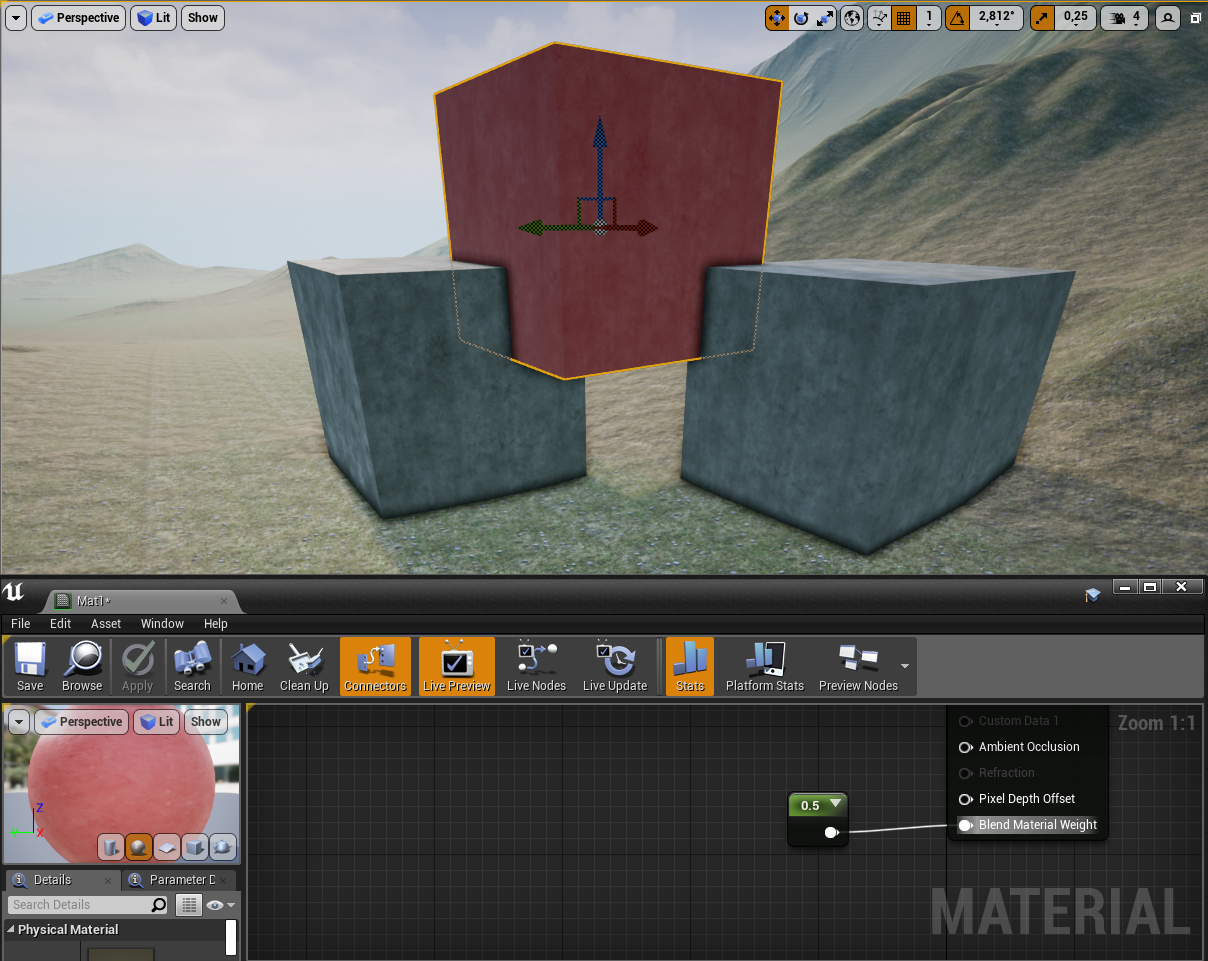 Perspective Lit Show 1 2,812° 0,25 4
Mat1*
File Edit Asset Window Help
Save Browse Apply Search Home Clean Up Connectors Live Preview Live Nodes Live Update Stats Platform Stats Preview Nodes
Perspective Lit Show
Z
Y X
Details Parameter D
Search Details
Physical Material
Custom Data 1
Zoom 1:1
Ambient Occlusion
Refraction
Pixel Depth Offset
0.5
Blend Material Weight
MATERIAL